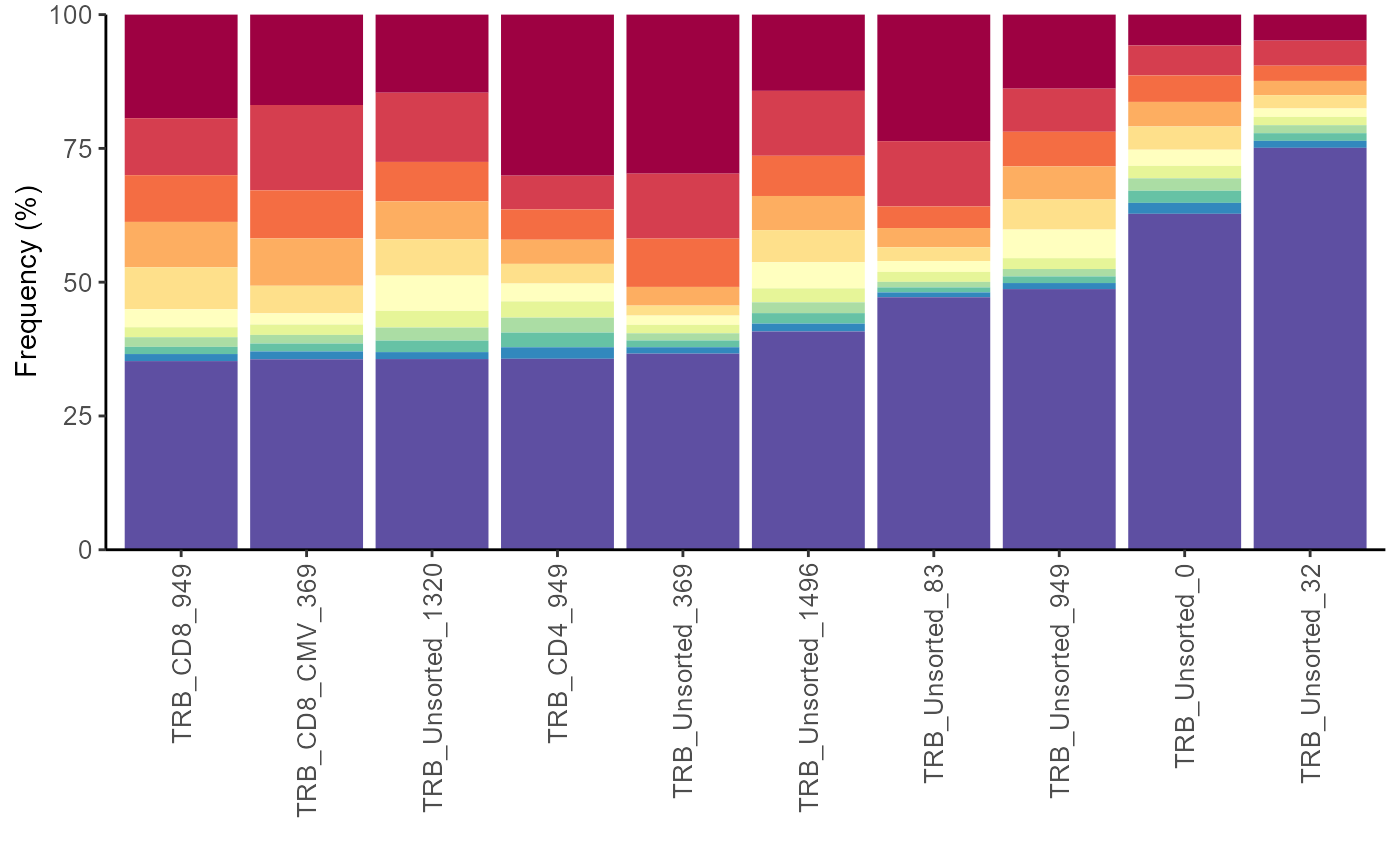 Frequency (%)
100
75
50
25
0
TRB_CD8_949
TRB_CD8_CMV_369
TRB_Unsorted_1320
TRB_CD4_949
TRB_Unsorted_369
TRB_Unsorted_1496
TRB_Unsorted_83
TRB_Unsorted_949
TRB_Unsorted_0
TRB_Unsorted_32